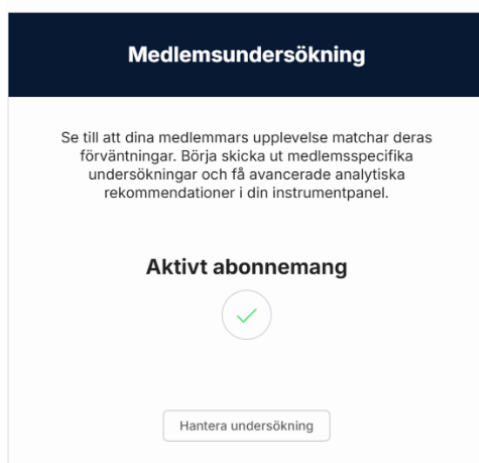 Medlemsundersökning
Se till att dina medlemmars upplevelse matchar deras
förväntningar. Börja skicka ut medlemsspecifika
undersökningar och få avancerade analytiska
rekommendationer i din instrumentpanel.
Aktivt abonnemang
Hantera undersökning